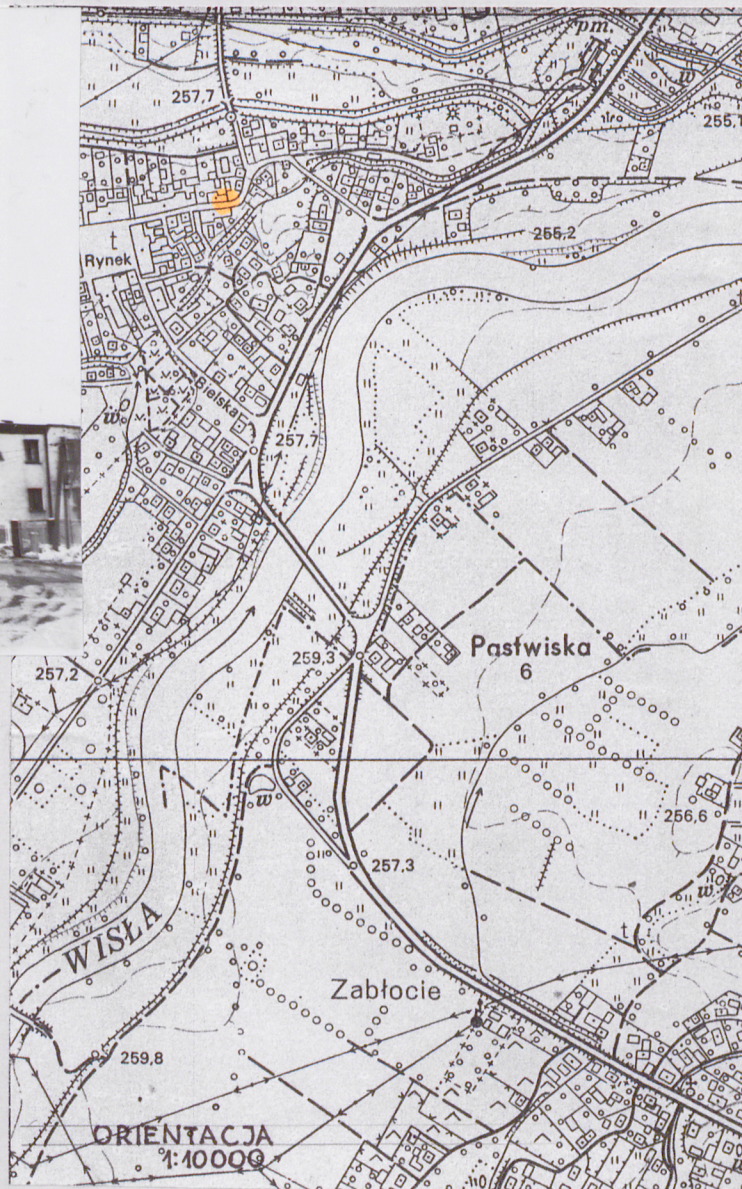 pm.
t
w
257,7
255,1
255,2
t
Rynek
t
Bielska
w
257,7
Pastwiska
6
259,3
257,2
256,6
w
257,3
w
t
WISŁA
Zabłocie
259,8
ORIENTACJA
1:10000